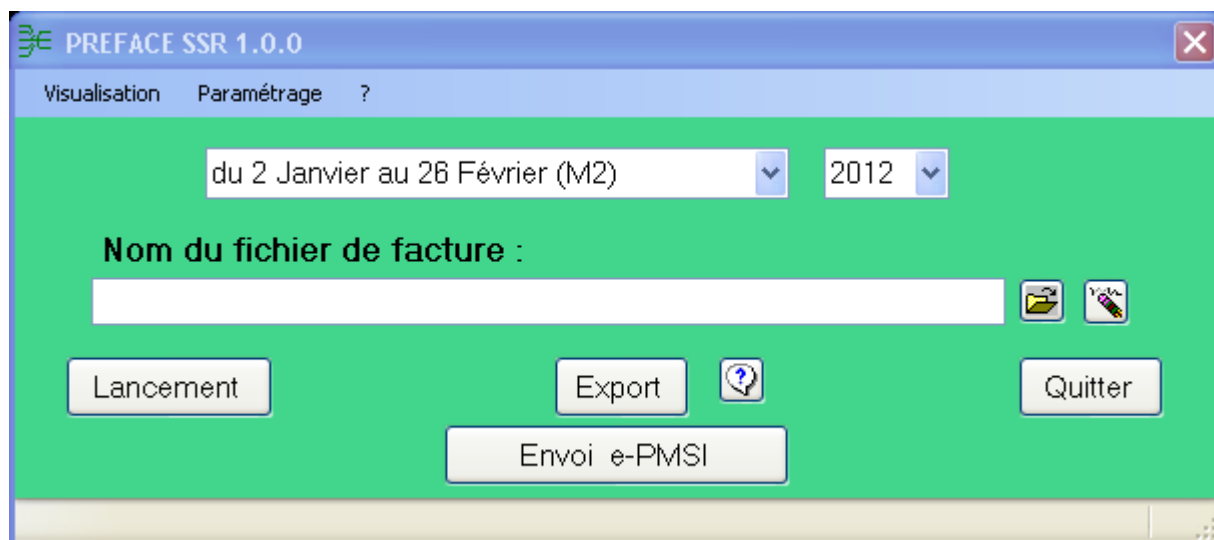 PREFACE SSR 1.0.0
Visualisation Paramétrage ?
du 2 Janvier au 26 Février (M2) 2012
Nom du fichier de facture :
Lancement Export ? Quitter
Envoi e-PMSI